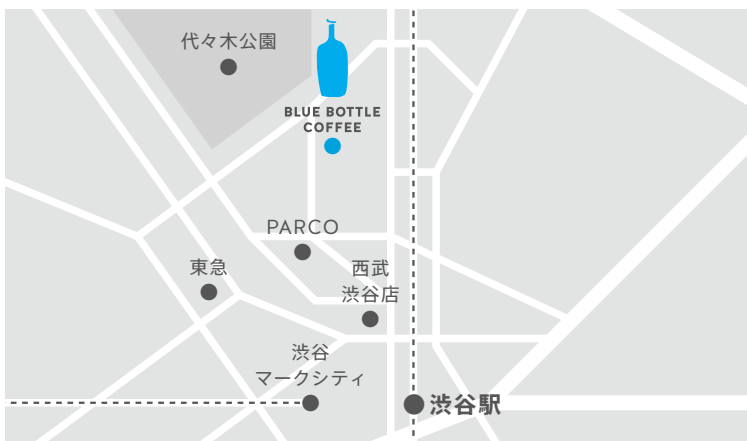 代々木公園
BLUE BOTTLE
COFFEE
PARCO
東急
西武
渋谷店
渋谷
マークシティ
渋谷駅